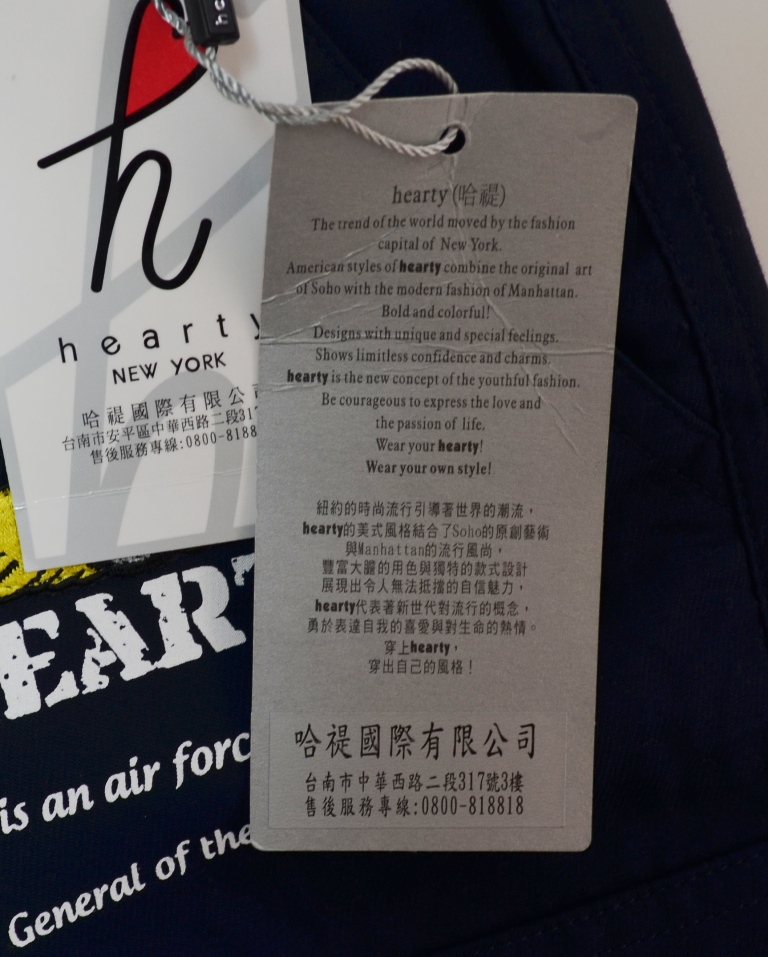 h
hearty
NEW YORK
哈禔國際有限公
台南市安平區中華西路二段317
售後服務專線:0800-8188
hearty (哈禔)
The trend of the world moved by the fashion
capital of New York.
American styles of hearty combine the original art
of Soho with the modern fashion of Manhattan.
Bold and colorful!
Designs with unique and special feelings.
Shows limitless confidence and charms.
hearty is the new concept of the youthful fashion.
Be courageous to express the love and
the passion of life.
Wear your hearty!
Wear your own style!
紐約的時尚流行引導著世界的潮流，
hearty的美式風格結合了Soho的原創藝術
與Manhattan的流行風尚，
豐富大膽的用色與獨特的款式設計
展現出令人無法抵擋的自信魅力，
hearty代表著新世代對流行的概念，
勇於表達自我的喜愛與對生命的熱情。
穿上hearty，
穿出自己的風格！
哈禔國際有限公司
台南市中華西路二段317號3樓
售後服務專線:0800-818818
EAR
is an air forc
General of the